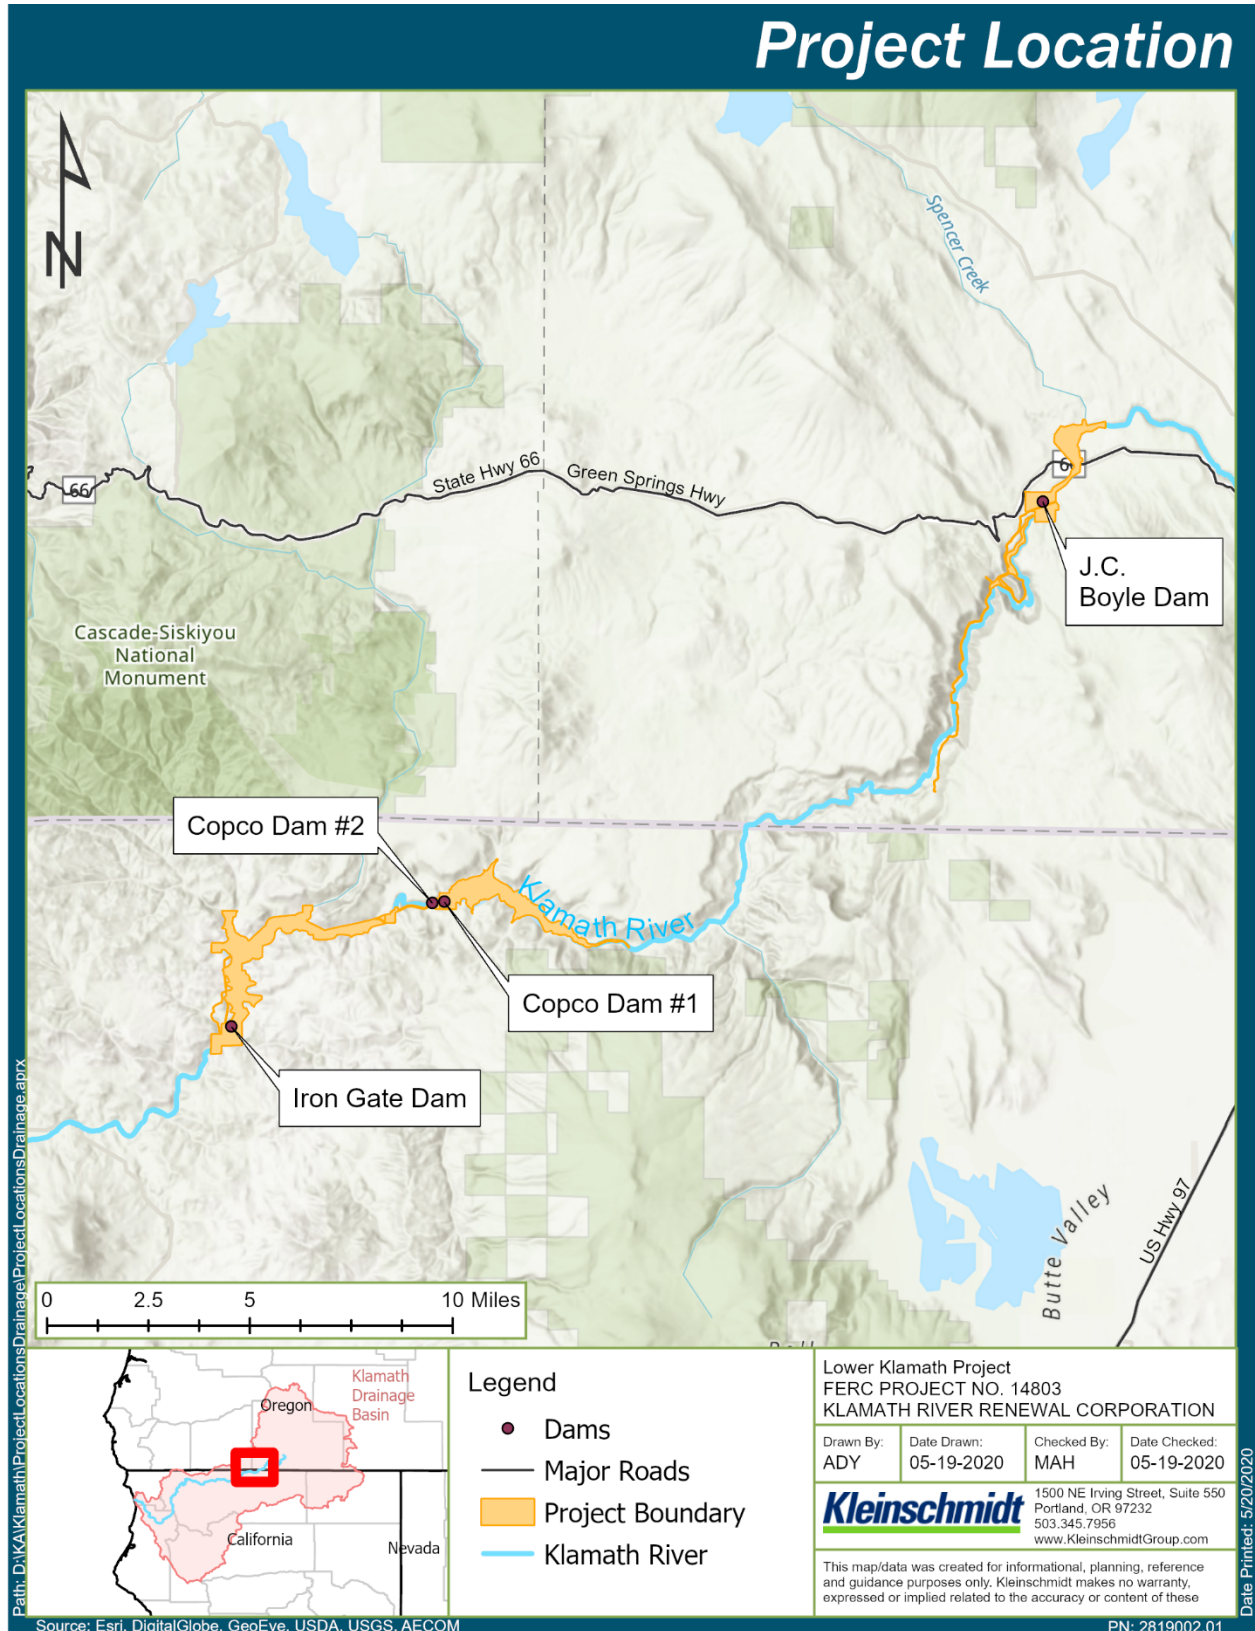 Project Location
N
Spencer Creek
66
State Hwy 66
Green Springs Hwy
J.C.
Boyle Dam
Cascade-Siskiyou
National
Monument
Copco Dam #2
Klamath River
Copco Dam #1
Iron Gate Dam
Butte Valley
US Hwy 97
0 2.5 5 10 Miles
Klamath
Drainage
Basin
Oregon
California
Nevada
Legend
Dams
Major Roads
Project Boundary
Klamath River
Lower Klamath Project
FERC PROJECT NO. 14803
KLAMATH RIVER RENEWAL CORPORATION
Drawn By:
ADY
Date Drawn:
05-19-2020
Checked By:
MAH
Date Checked:
05-19-2020
Kleinschmidt
1500 NE Irving Street, Suite 550
Portland, OR 97232
503.345.7956
www.KleinschmidtGroup.com
This map/data was created for informational, planning, reference
and guidance purposes only. Kleinschmidt makes no warranty,
expressed or implied related to the accuracy or content of these
Path: D:\KA\Klamath\ProjectLocationsDrainage\ProjectLocationsDrainage.aprx
Date Printed: 5/20/2020
Source: Esri, DigitalGlobe, GeoEye, USDA, USGS, AECOM
PN: 2819002.01